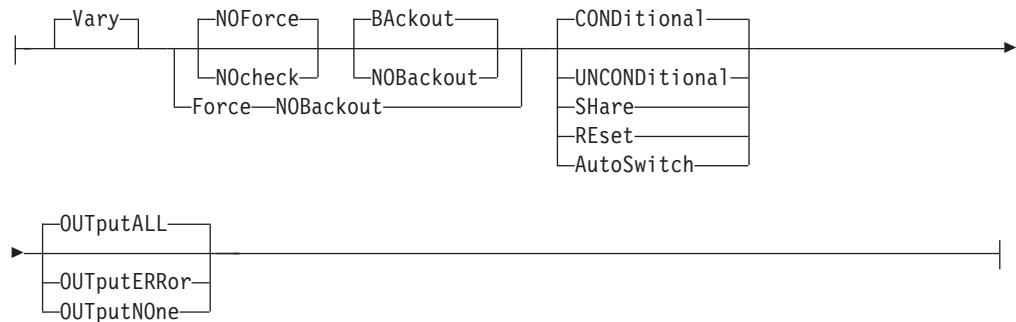 Vary
NOForce
BAckout
CONDitional
NOcheck
NOBackout
UNCONDitional
Force
NOBackout
SHare
REset
AutoSwitch
OUTputALL
OUTputERRor
OUTputNOne